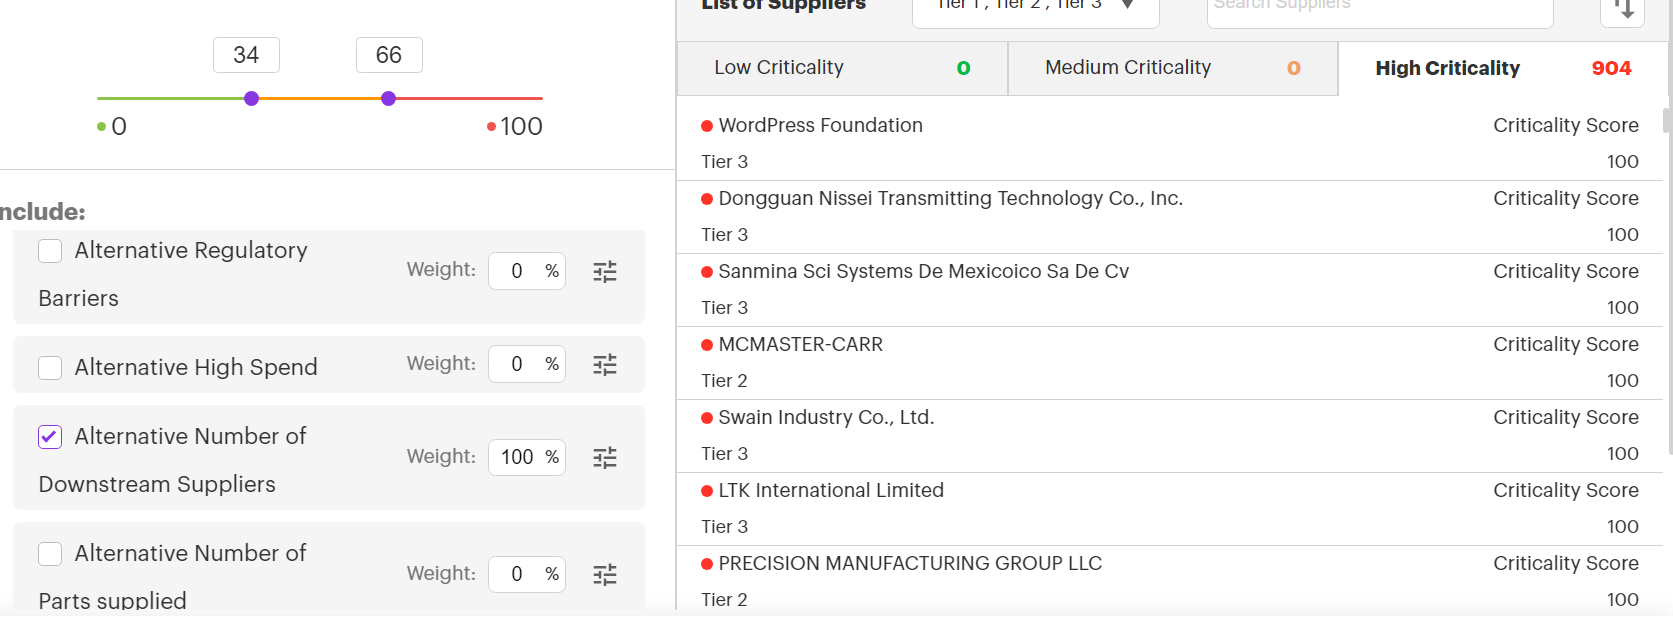 34
66
0
100
nclude:
Alternative Regulatory
Barriers
Weight: 0 %
Alternative High Spend
Weight: 0 %
Alternative Number of
Downstream Suppliers
Weight: 100 %
Alternative Number of
Parts supplied
Weight: 0 %
List of Suppliers
Tier 1 , Tier 2 , Tier 3
Search Suppliers
Low Criticality 0
Medium Criticality 0
High Criticality 904
WordPress Foundation Criticality Score
Tier 3 100
Dongguan Nissei Transmitting Technology Co., Inc. Criticality Score
Tier 3 100
Sanmina Sci Systems De Mexicoico Sa De Cv Criticality Score
Tier 3 100
MCMASTER-CARR Criticality Score
Tier 2 100
Swain Industry Co., Ltd. Criticality Score
Tier 3 100
LTK International Limited Criticality Score
Tier 3 100
PRECISION MANUFACTURING GROUP LLC Criticality Score
Tier 2 100